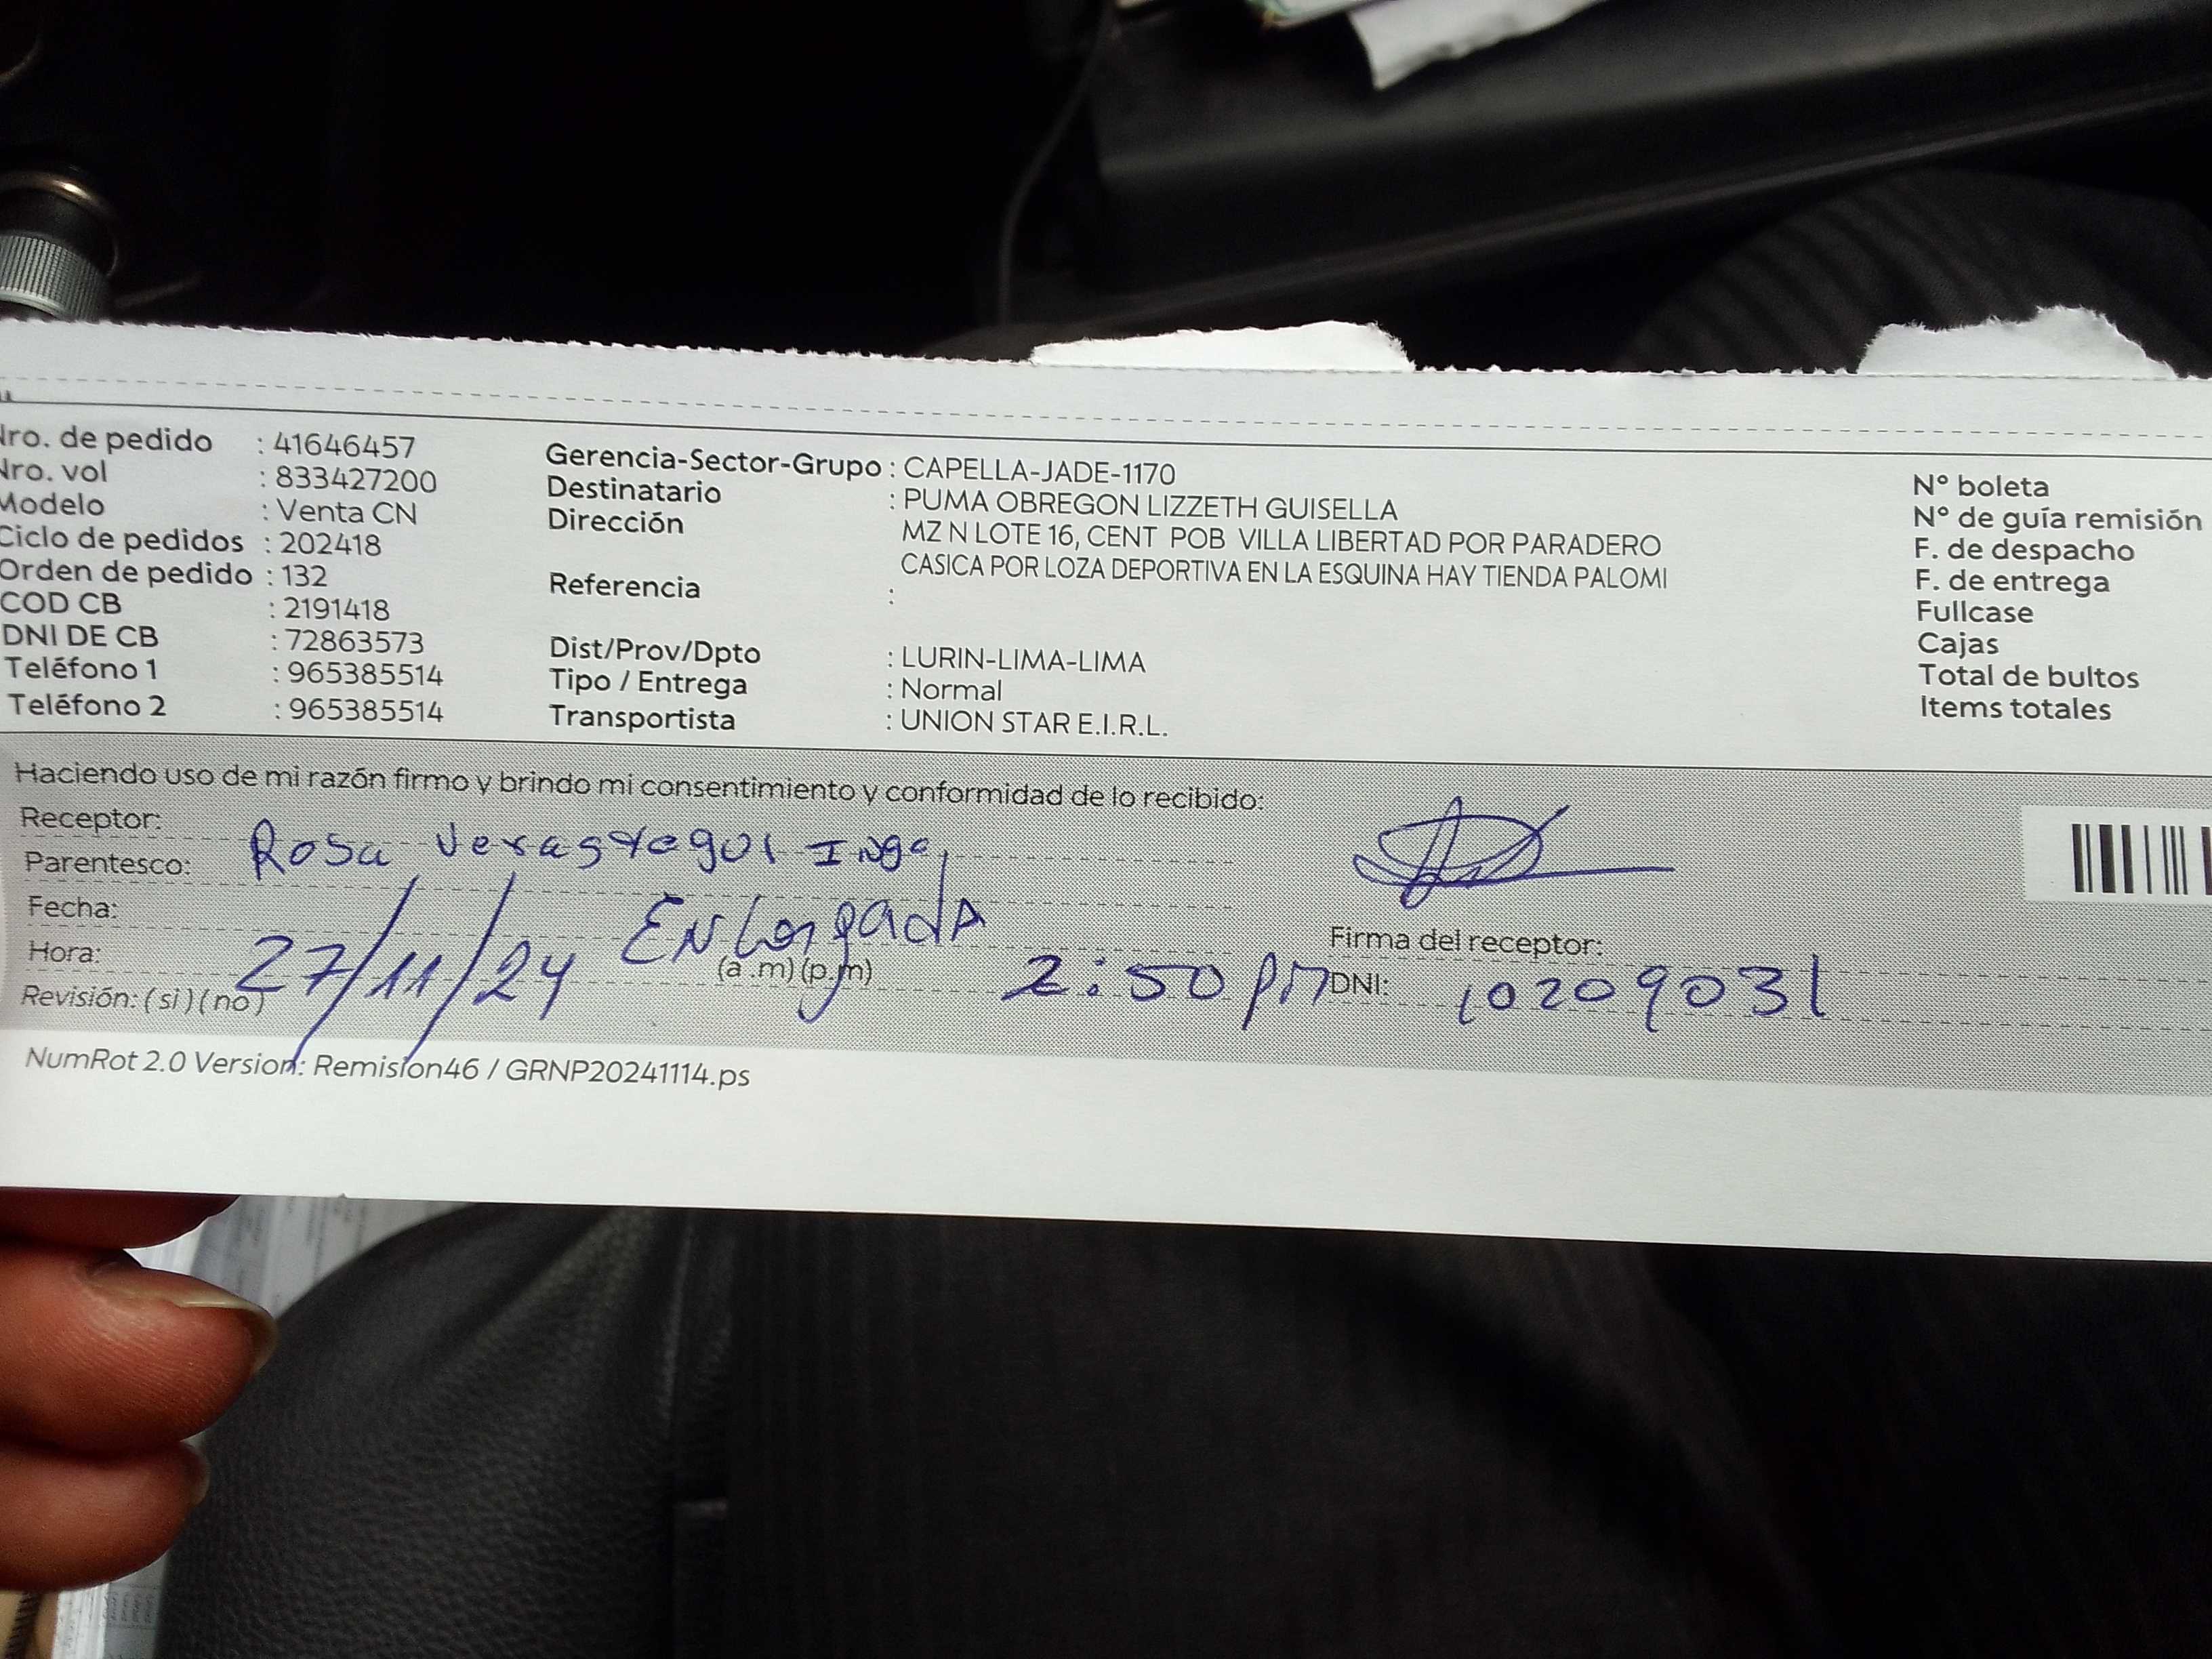 Nro. de pedido : 41646457
Nro. vol : 833427200
Modelo : Venta CN
Ciclo de pedidos : 202418
Orden de pedido : 132
COD CB : 2191418
DNI DE CB : 72863573
Teléfono 1 : 965385514
Teléfono 2 : 965385514
Gerencia-Sector-Grupo : CAPELLA-JADE-1170
Destinatario : PUMA OBREGON LIZZETH GUISELLA
Dirección MZ N LOTE 16, CENT POB VILLA LIBERTAD POR PARADERO
CASICA POR LOZA DEPORTIVA EN LA ESQUINA HAY TIENDA PALOMI
Referencia :
Dist/Prov/Dpto : LURIN-LIMA-LIMA
Tipo / Entrega : Normal
Transportista : UNION STAR E.I.R.L.
N° boleta
N° de guía remisión
F. de despacho
F. de entrega
Fullcase
Cajas
Total de bultos
Items totales
Haciendo uso de mi razón firmo y brindo mi consentimiento y conformidad de lo recibido:
Receptor: Rosa Verastegui Inga
Parentesco: Encargada
Fecha: 27/11/24
Hora: (a.m) (p.m) 2:50 pm
Revisión: (si) (no)
Firma del receptor:
DNI: 10209031
NumRot 2.0 Version: Remision46 / GRNP20241114.ps